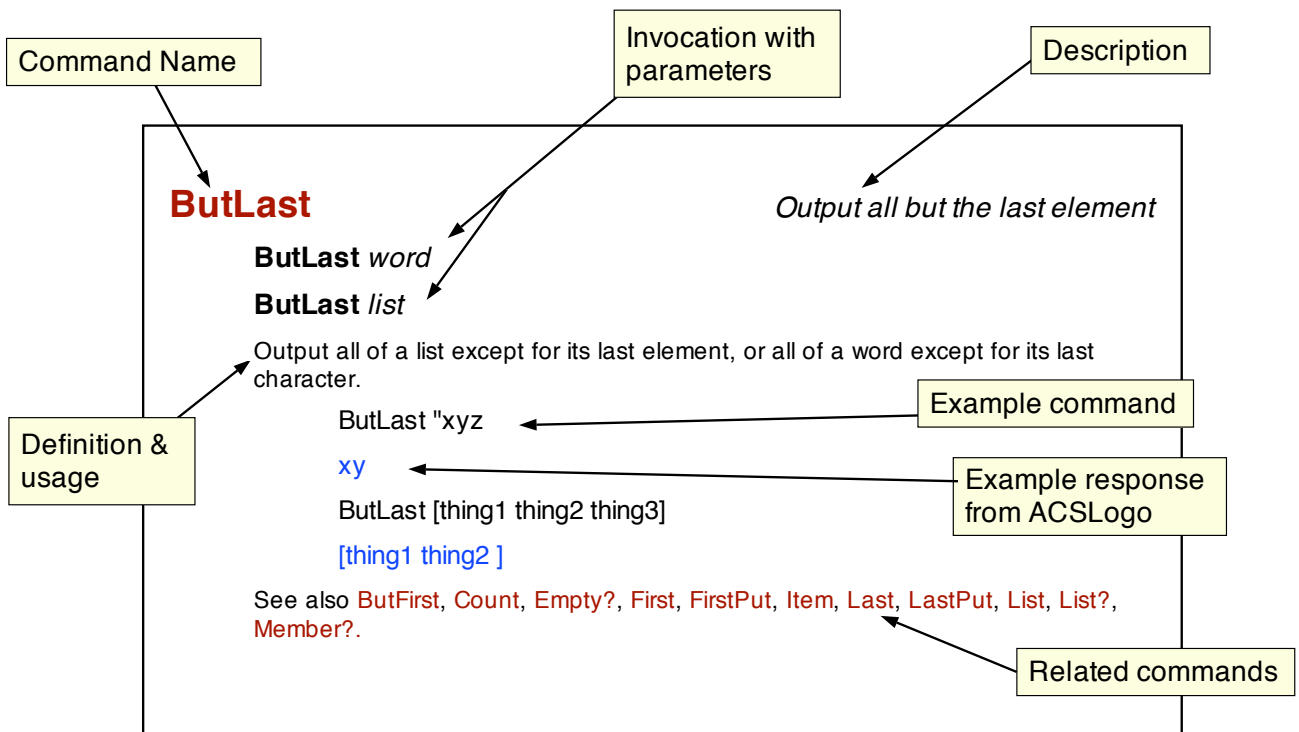 Command Name
Invocation with
parameters
Description
ButLast
Output all but the last element
ButLast word
ButLast list
Output all of a list except for its last element, or all of a word except for its last
character.
Definition &
usage
ButLast "xyz
Example command
xy
Example response
from ACSLogo
ButLast [thing1 thing2 thing3]
[thing1 thing2 ]
See also ButFirst, Count, Empty?, First, FirstPut, Item, Last, LastPut, List, List?,
Member?.
Related commands